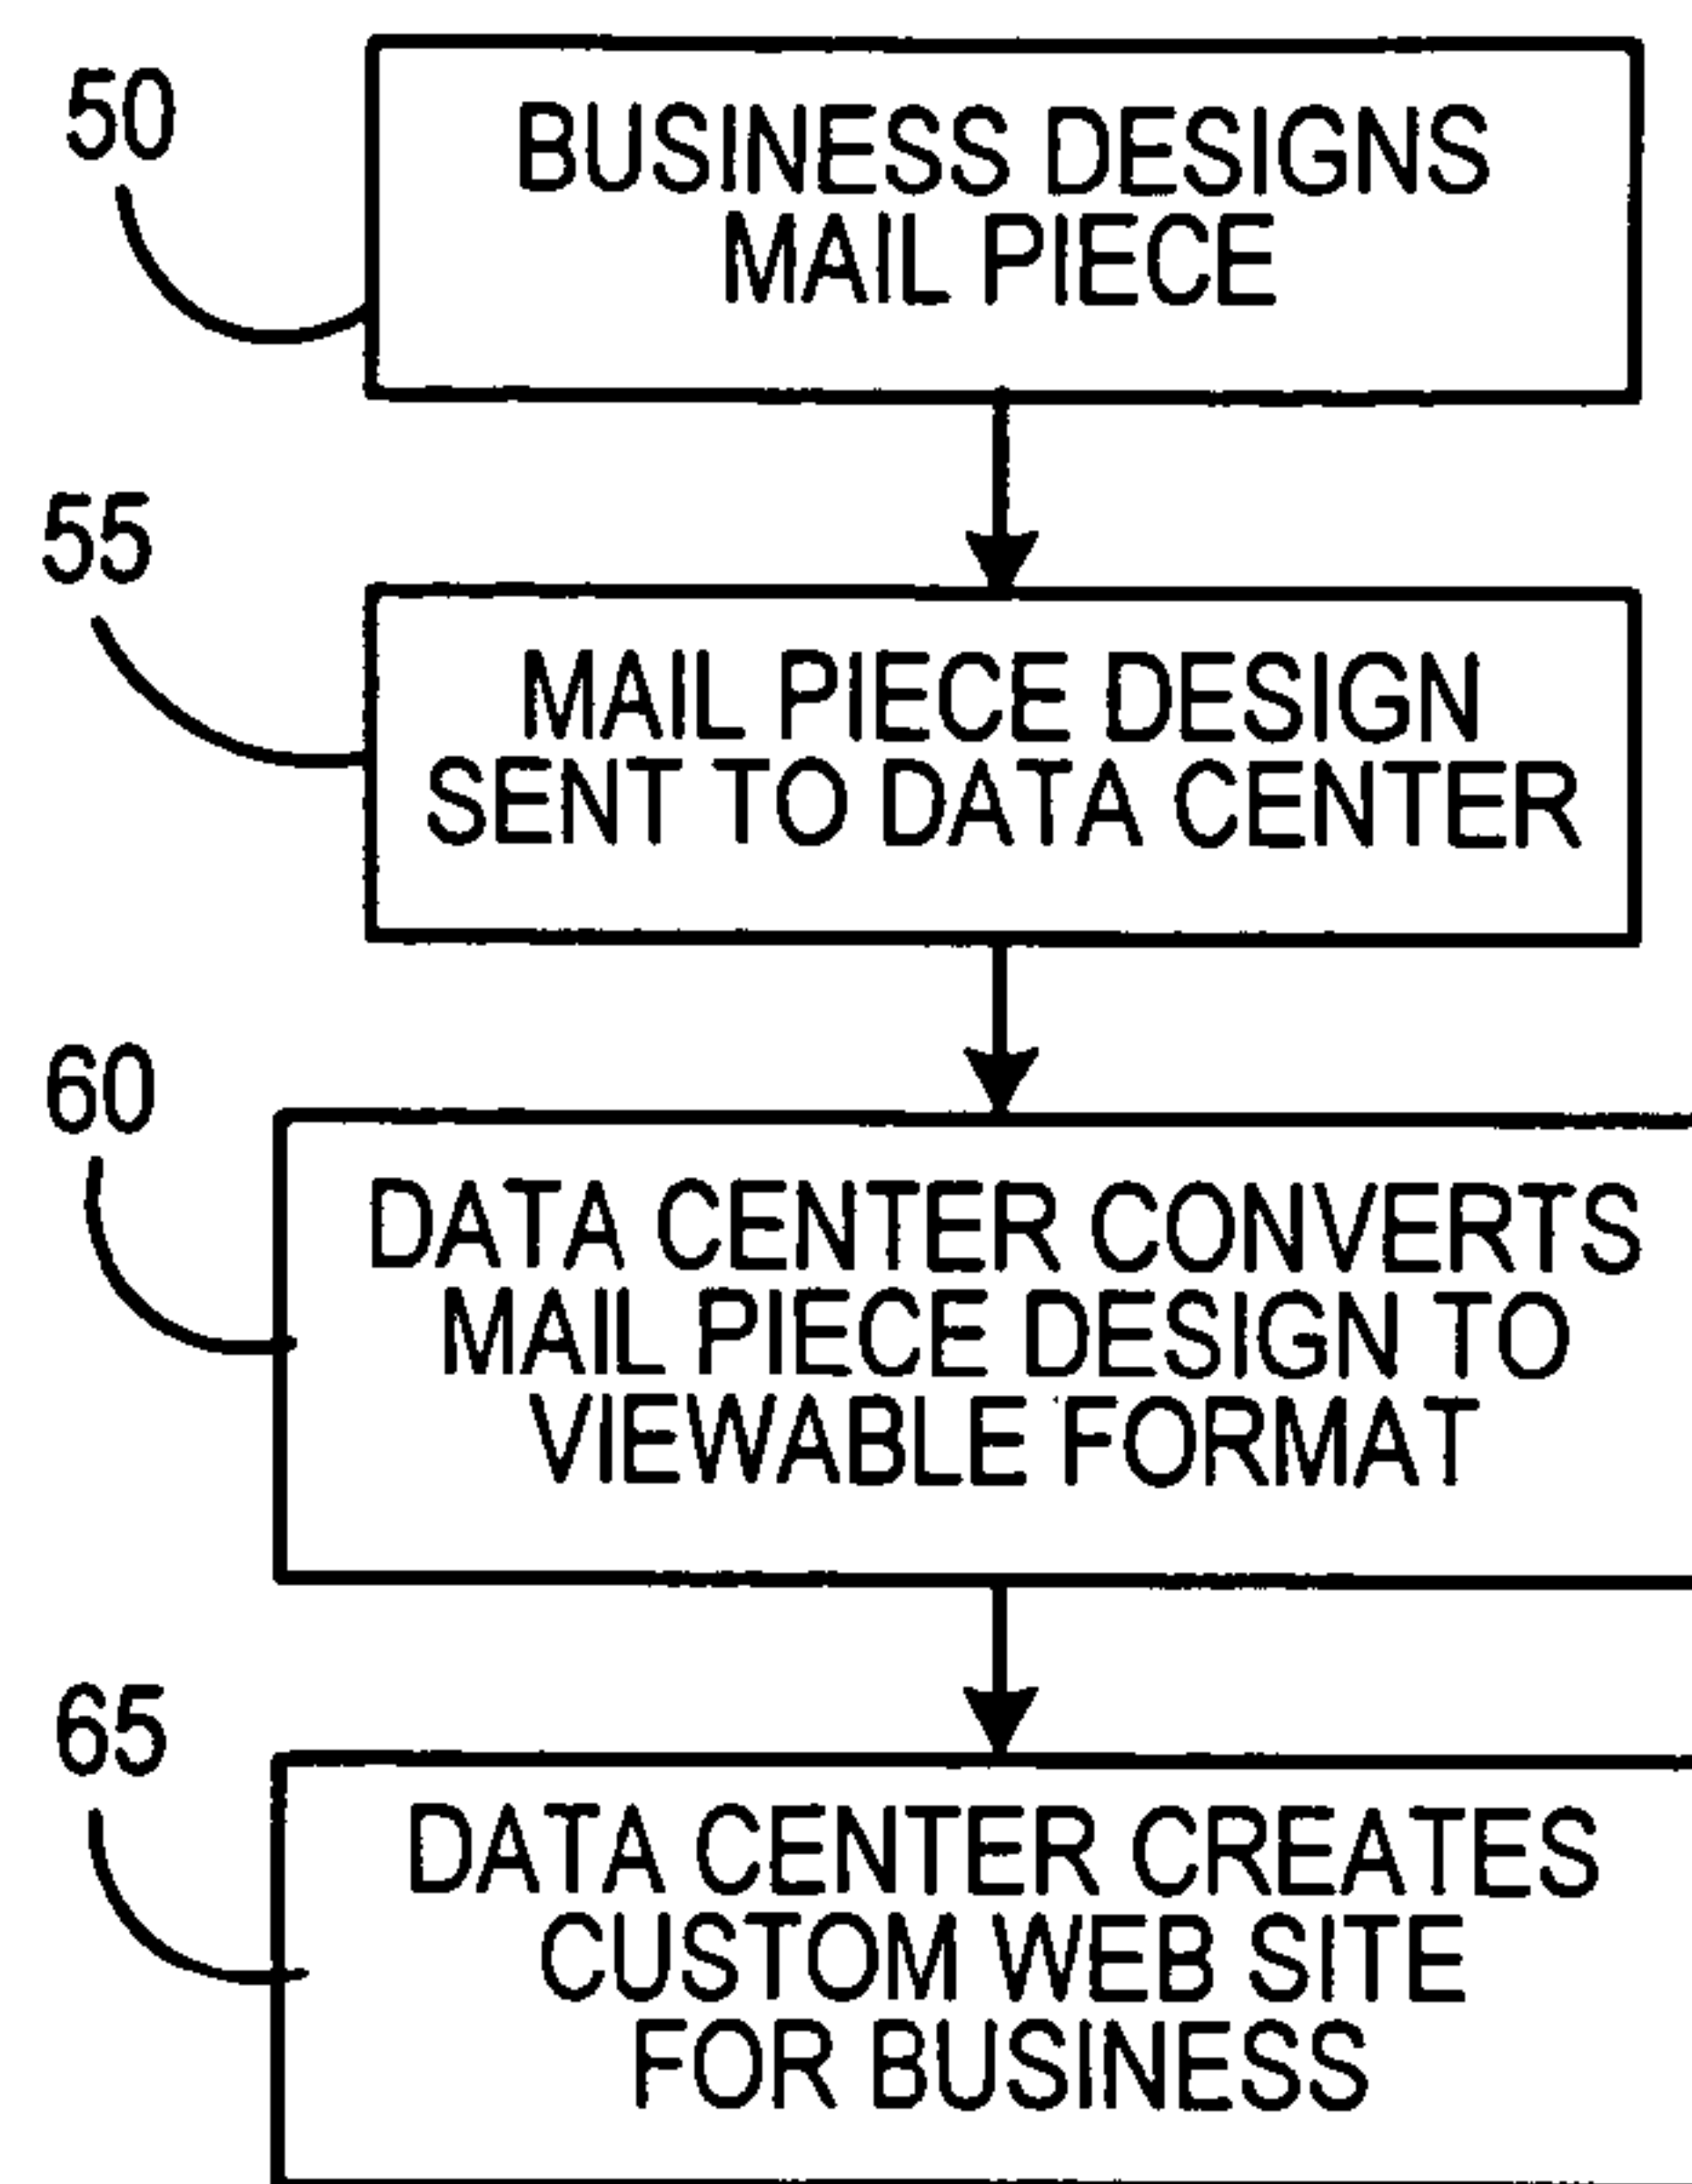 50
BUSINESS DESIGNS
MAIL PIECE
55
MAIL PIECE DESIGN
SENT TO DATA CENTER
60
DATA CENTER CONVERTS
MAIL PIECE DESIGN TO
VIEWABLE FORMAT
65
DATA CENTER CREATES
CUSTOM WEB SITE
FOR BUSINESS